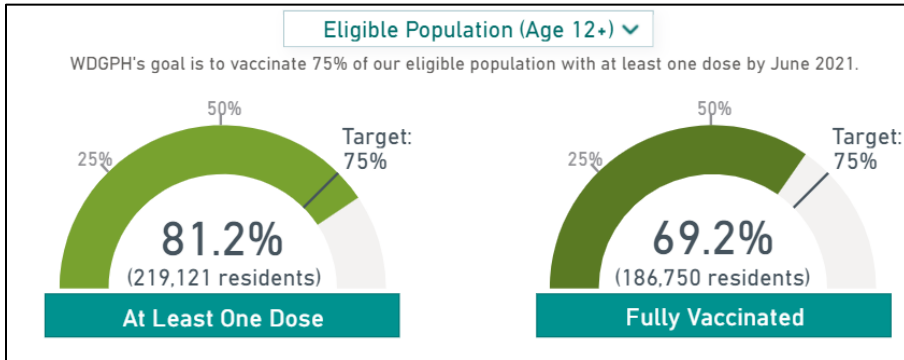 Eligible Population (Age 12+)
WDGPH's goal is to vaccinate 75% of our eligible population with at least one dose by June 2021.
50%
25%
Target:
75%
81.2%
(219,121 residents)
At Least One Dose
50%
25%
Target:
75%
69.2%
(186,750 residents)
Fully Vaccinated